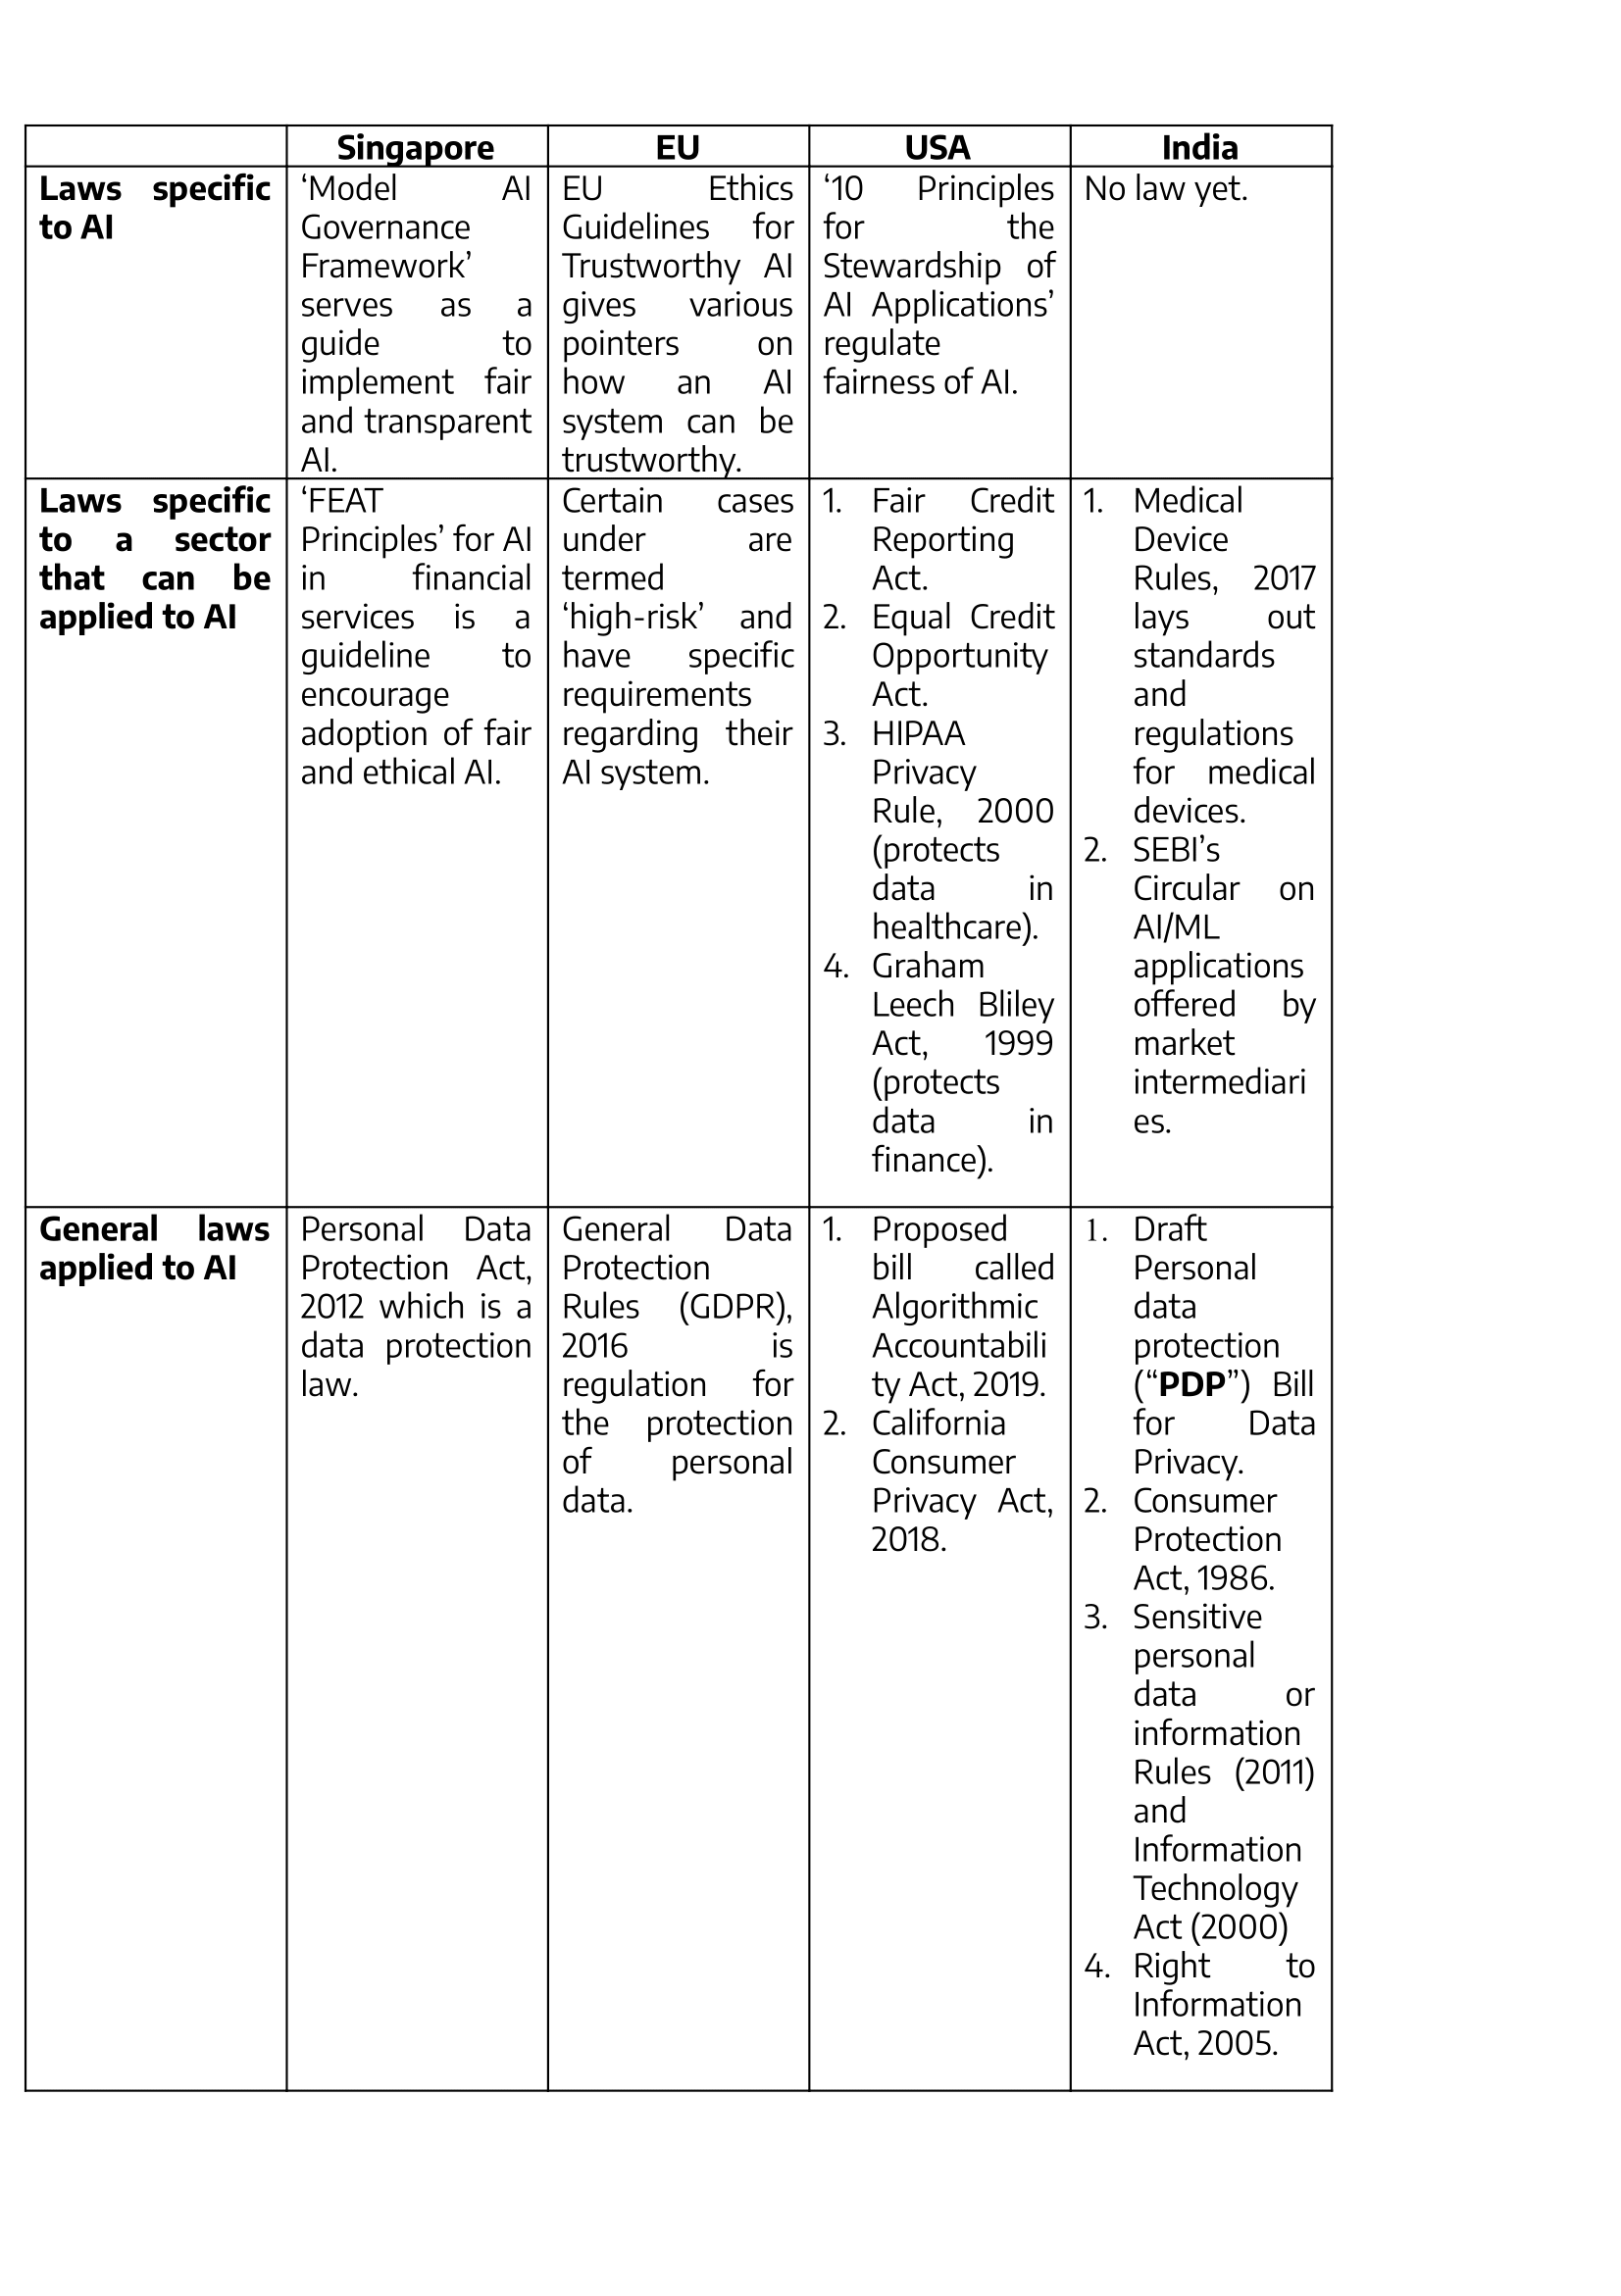 Singapore
EU
USA
India
Laws specific
to AI
‘Model AI
Governance
Framework’
serves as a
guide to
implement fair
and transparent
AI.
EU Ethics
Guidelines for
Trustworthy AI
gives various
pointers on
how an AI
system can be
trustworthy.
‘10 Principles
for the
Stewardship of
AI Applications’
regulate
fairness of AI.
No law yet.
Laws specific
to a sector
that can be
applied to AI
‘FEAT
Principles’ for AI
in financial
services is a
guideline to
encourage
adoption of fair
and ethical AI.
Certain cases
under are
termed
‘high-risk’ and
have specific
requirements
regarding their
AI system.
1. Fair Credit
Reporting
Act.
2. Equal Credit
Opportunity
Act.
3. HIPAA
Privacy
Rule, 2000
(protects
data in
healthcare).
4. Graham
Leech Bliley
Act, 1999
(protects
data in
finance).
1. Medical
Device
Rules, 2017
lays out
standards
and
regulations
for medical
devices.
2. SEBI’s
Circular on
AI/ML
applications
offered by
market
intermediari
es.
General laws
applied to AI
Personal Data
Protection Act,
2012 which is a
data protection
law.
General Data
Protection
Rules (GDPR),
2016 is
regulation for
the protection
of personal
data.
1. Proposed
bill called
Algorithmic
Accountabili
ty Act, 2019.
2. California
Consumer
Privacy Act,
2018.
1. Draft
Personal
data
protection
(“PDP”) Bill
for Data
Privacy.
2. Consumer
Protection
Act, 1986.
3. Sensitive
personal
data or
information
Rules (2011)
and
Information
Technology
Act (2000)
4. Right to
Information
Act, 2005.